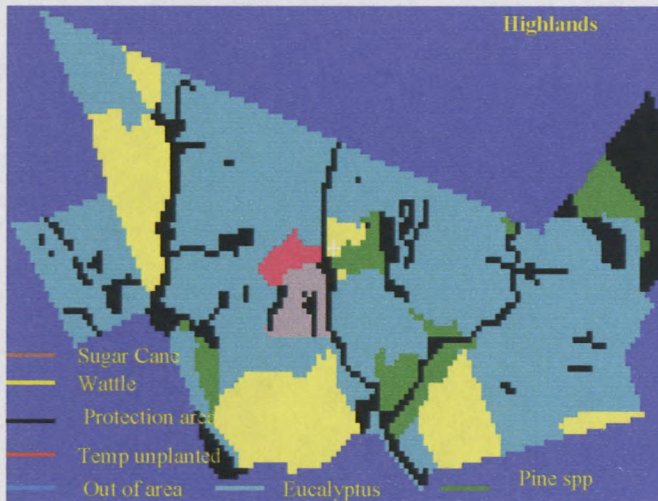 Highlands
Sugar Cane
Wattle
Protection area
Temp unplanted
Out of area
Eucalyptus
Pine spp